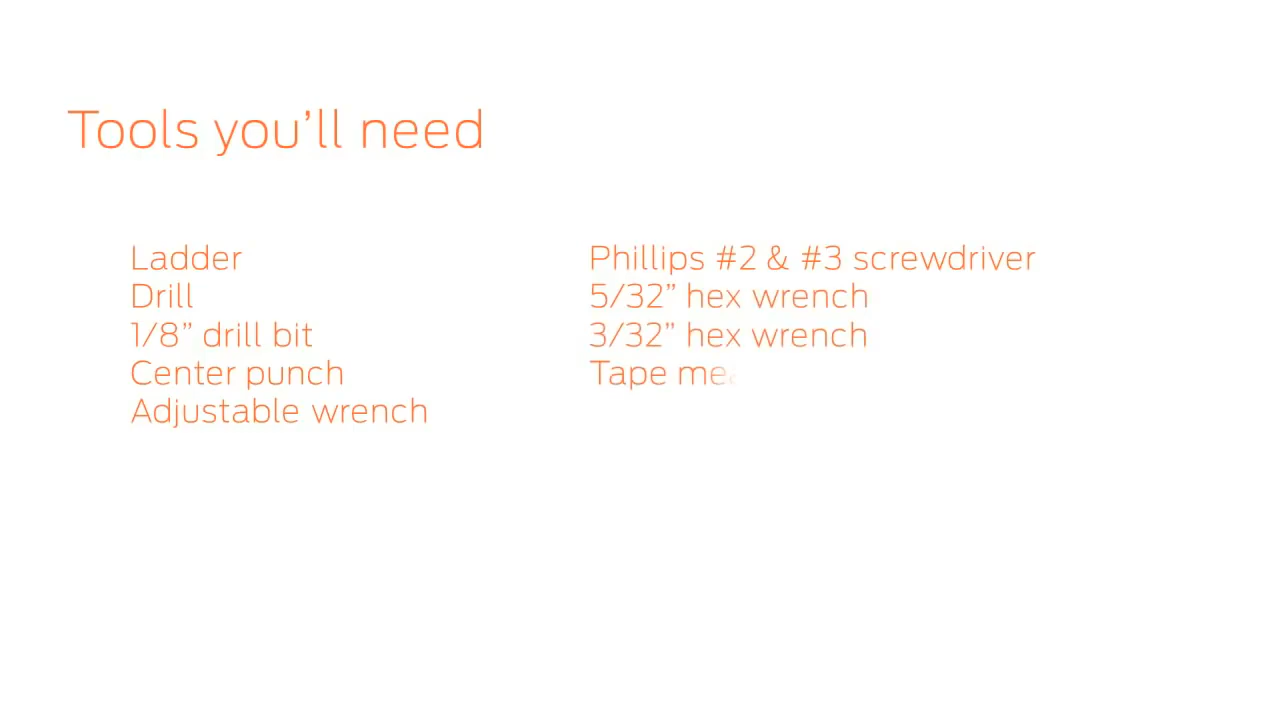 Tools you’ll need
Ladder
Drill
1/8” drill bit
Center punch
Adjustable wrench
Phillips #2 & #3 screwdriver
5/32” hex wrench
3/32” hex wrench
Tape